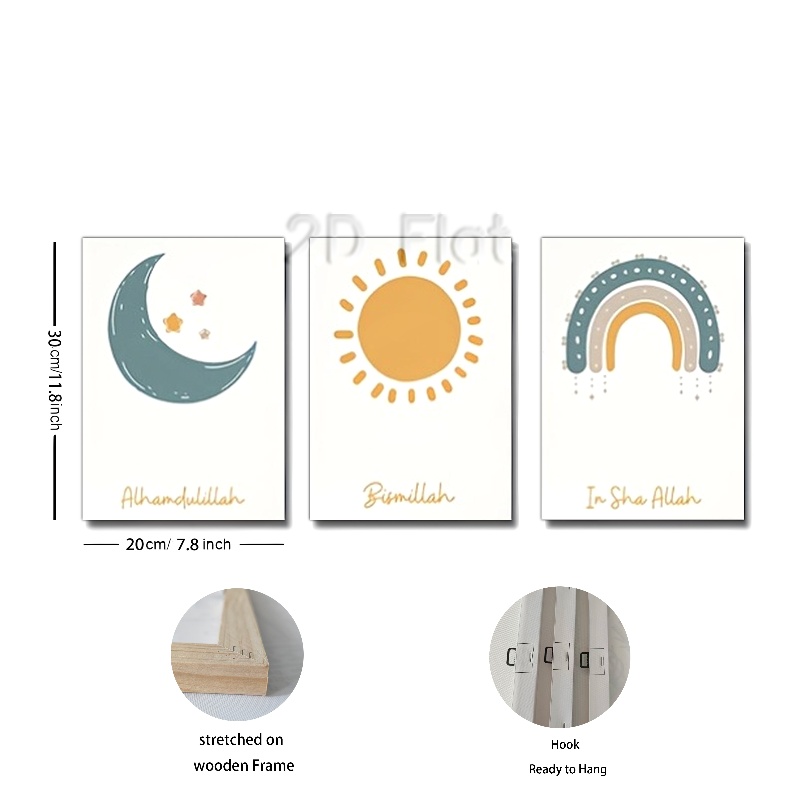 2D Flat
30cm/11.8inch
Alhamdulillah
Bismillah
In Sha Allah
20cm/ 7.8 inch
stretched on
wooden Frame
Hook
Ready to Hang